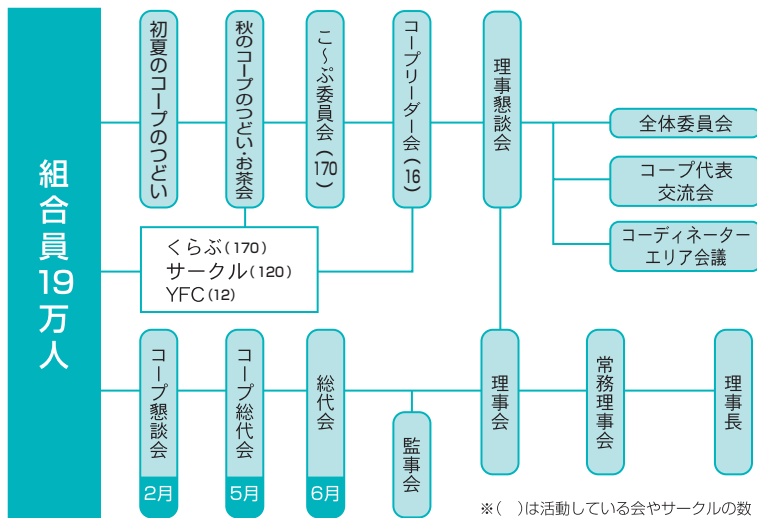 組合員19万人
初夏のコープのつどい
秋のコープのつどい・お茶会
こ〜ぷ委員会(170)
コープリーダー会(16)
理事懇談会
全体委員会
コープ代表
交流会
コーディネーター
エリア会議
くらぶ(170)
サークル(120)
YFC(12)
コープ懇談会
2月
コープ総代会
5月
総代会
6月
監事会
理事会
常務理事会
理事長
※(　)は活動している会やサークルの数